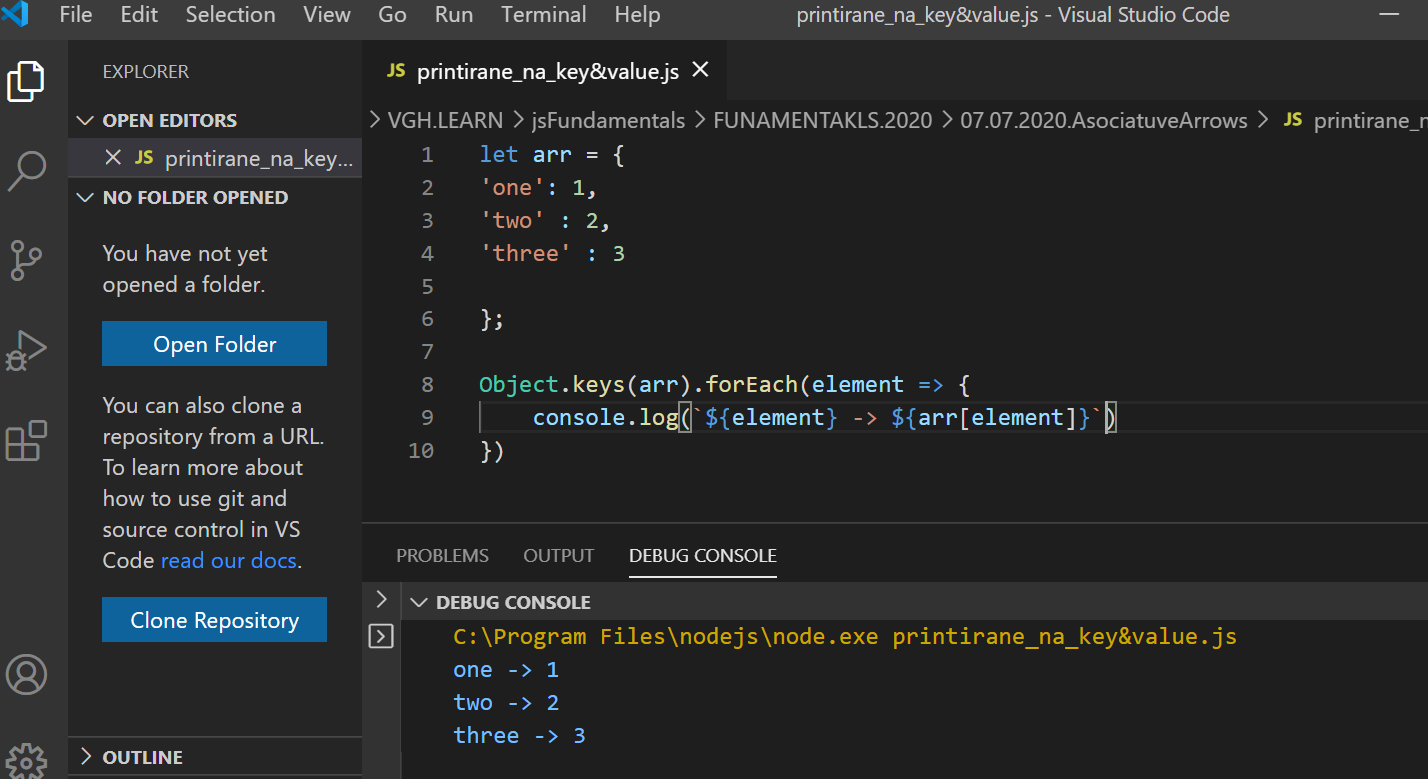 File Edit Selection View Go Run Terminal Help printirane_na_key&value.js - Visual Studio Code
EXPLORER
OPEN EDITORS
JS printirane_na_key...
NO FOLDER OPENED
You have not yet
opened a folder.
Open Folder
You can also clone a
repository from a URL.
To learn more about
how to use git and
source control in VS
Code read our docs.
Clone Repository
OUTLINE
JS printirane_na_key&value.js
VGH.LEARN > jsFundamentals > FUNAMENTAKLS.2020 > 07.07.2020.AsociatuveArrows > JS printirane_n
1 let arr = {
2 'one': 1,
3 'two' : 2,
4 'three' : 3
5
6 };
7
8 Object.keys(arr).forEach(element => {
9 console.log(`${element} -> ${arr[element]}`)
10 })
PROBLEMS OUTPUT DEBUG CONSOLE
DEBUG CONSOLE
C:\Program Files\nodejs\node.exe printirane_na_key&value.js
one -> 1
two -> 2
three -> 3